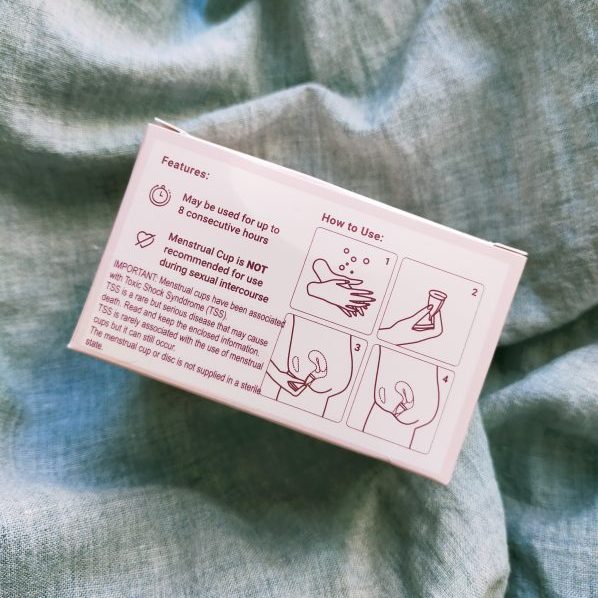 Features:
May be used for up to
8 consecutive hours
Menstrual Cup is NOT
recommended for use
during sexual intercourse
IMPORTANT: Menstrual cups have been associated
with Toxic Shock Syndrome (TSS).
TSS is a rare but serious disease that may cause
death. Read and keep the enclosed information.
TSS is rarely associated with the use of menstrual
cups but it can still occur.
The menstrual cup or disc is not supplied in a sterile
state.
How to Use:
1
2
3
4